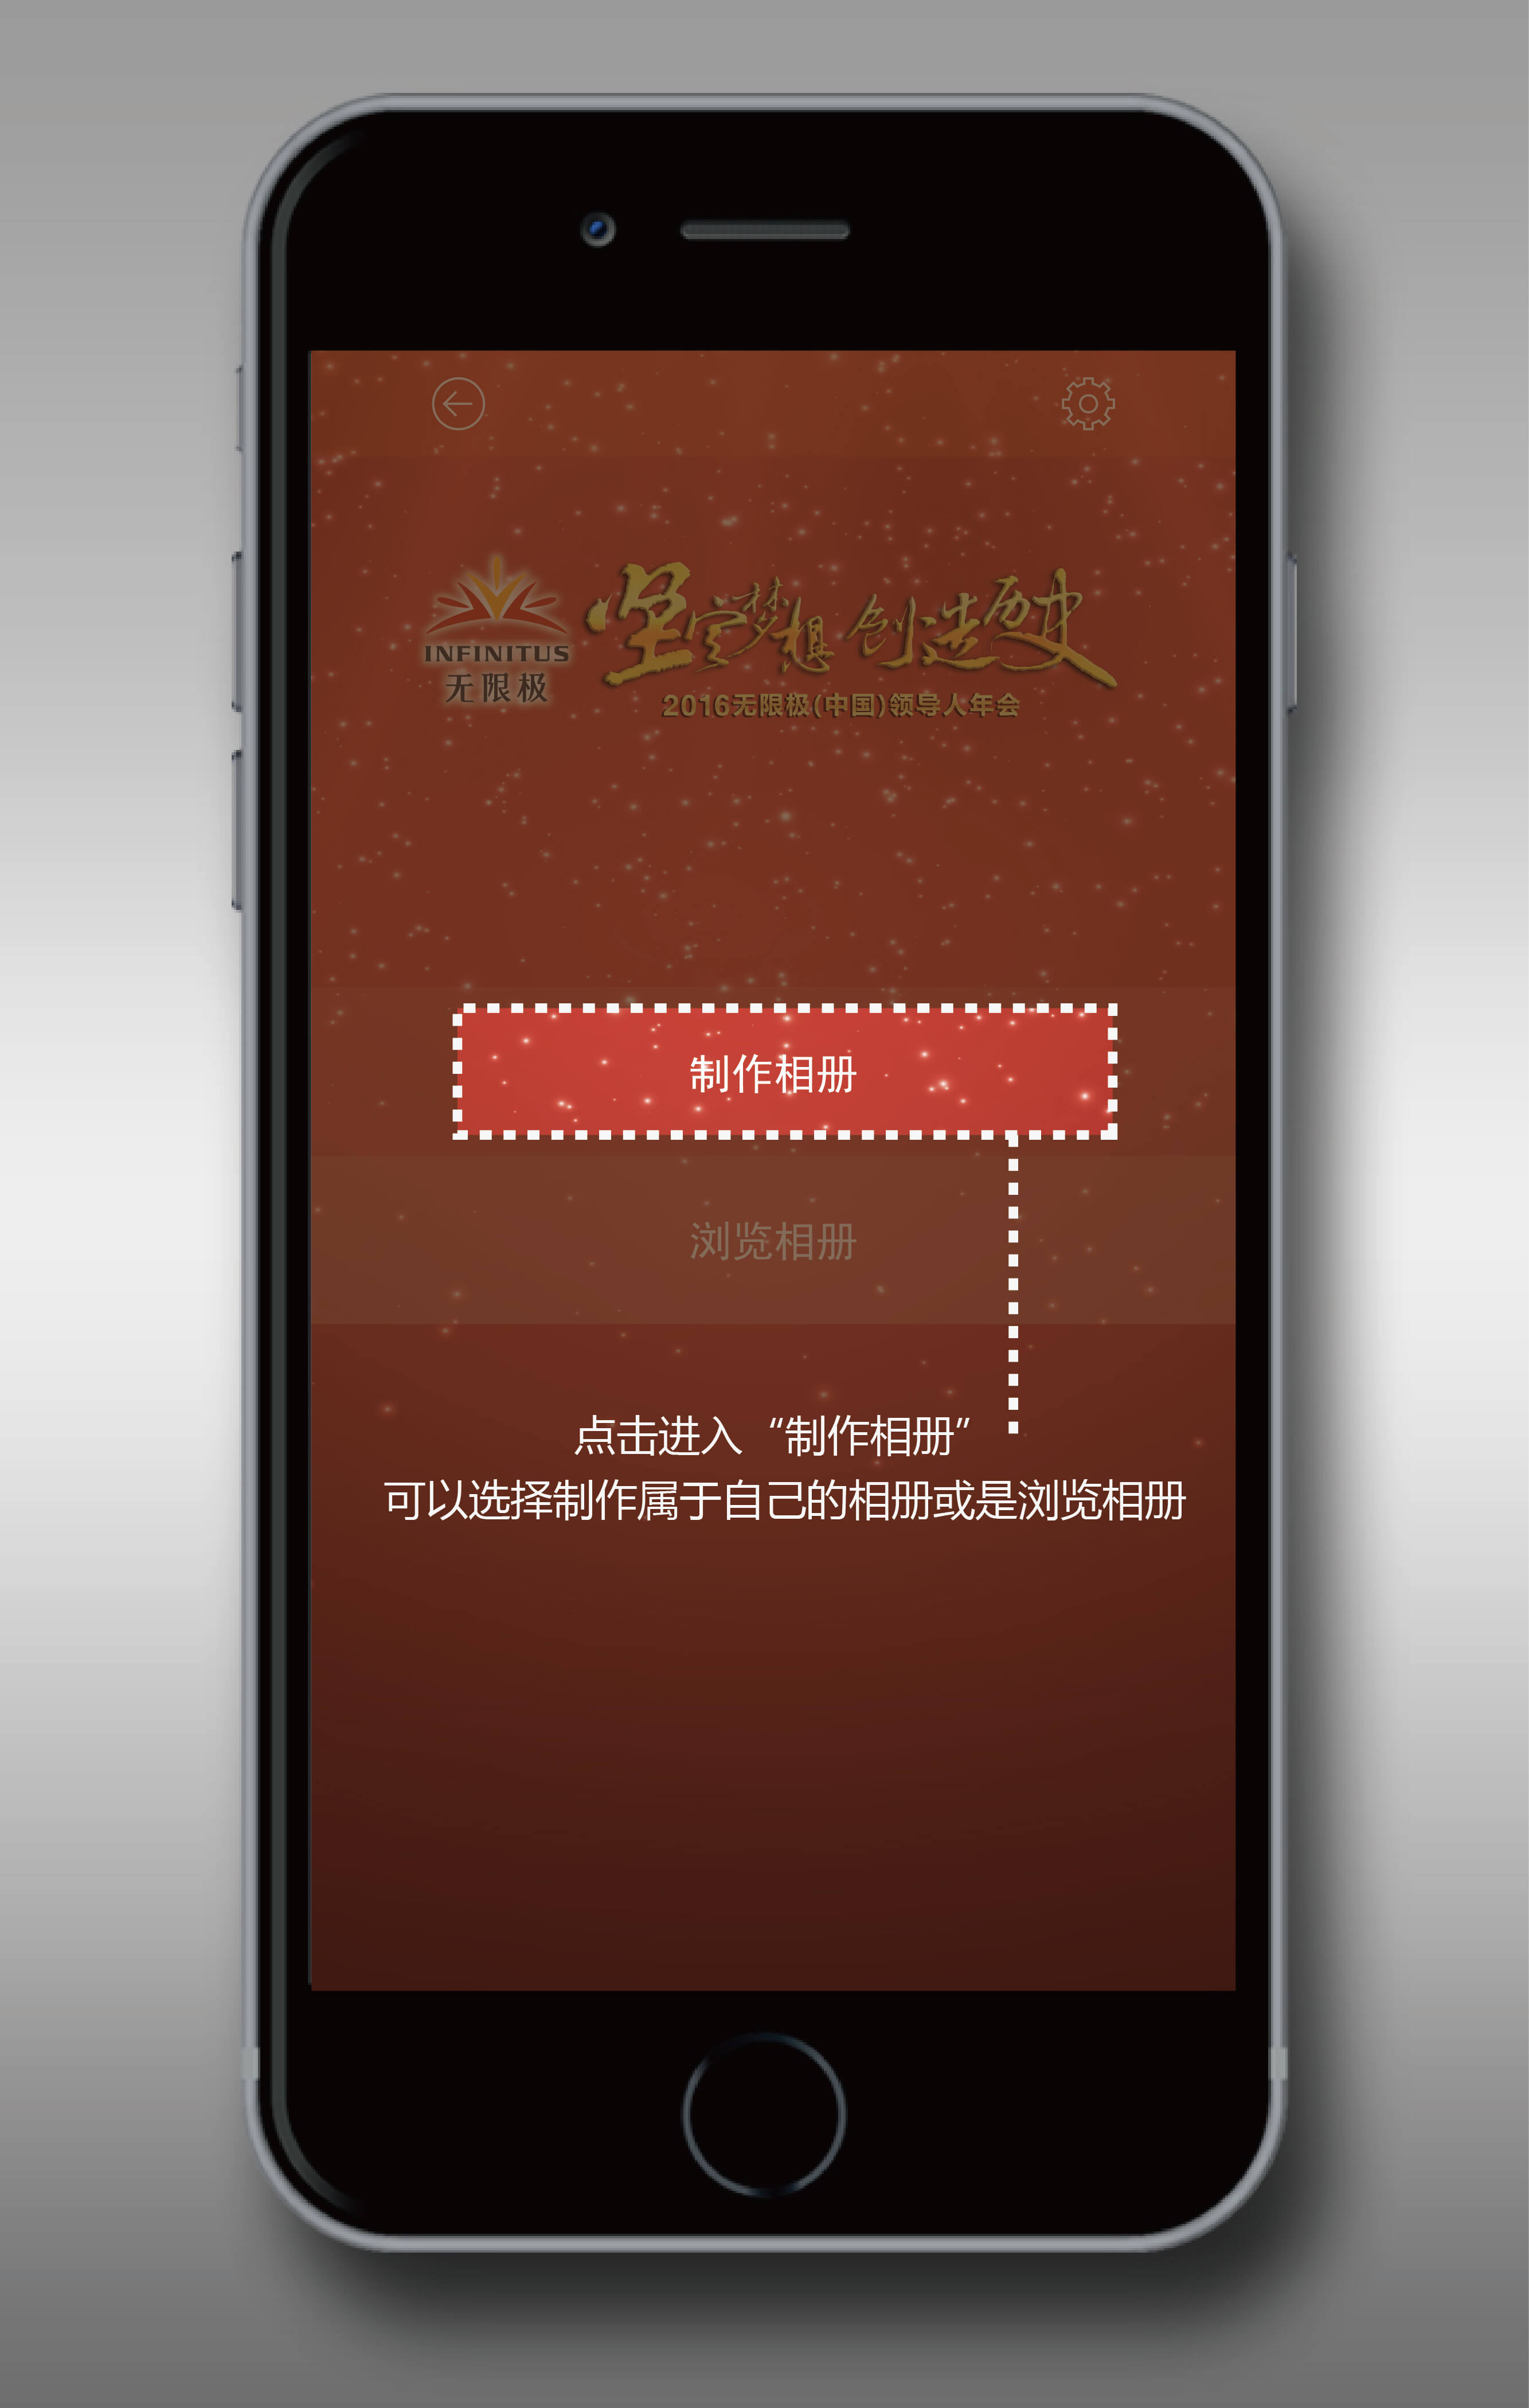 INFINITUS
无限极
坚定梦想 创造历史
2016无限极(中国)领导人年会
制作相册
浏览相册
点击进入“制作相册”
可以选择制作属于自己的相册或是浏览相册